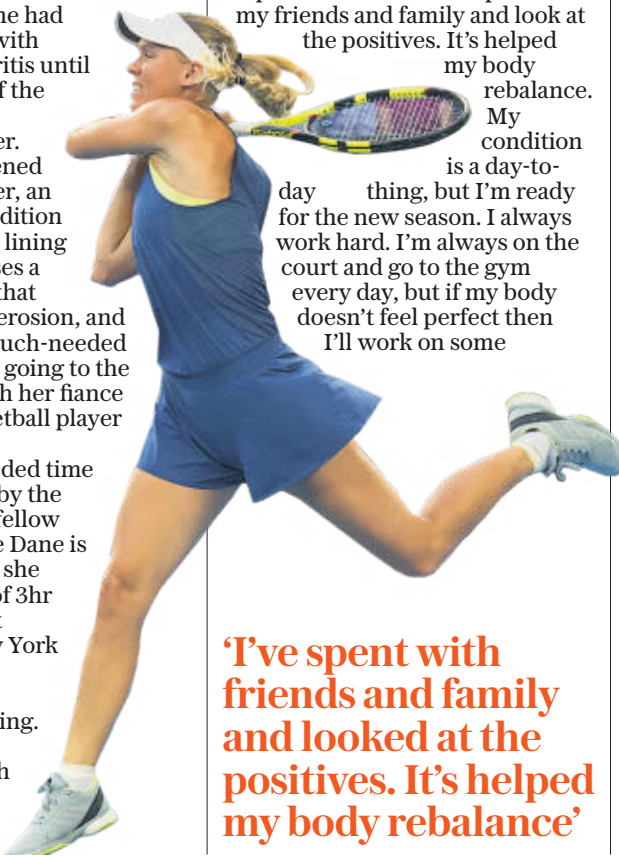 had
with
ritis until
of the
er.
ened
er, an
dition
lining
ses a
that
erosion, and
uch-needed
going to the
h her fiance
etball player
ded time
by the
fellow
e Dane is
she
of 3hr
t
York
ing.
h
my friends and family and look at
the positives. It’s helped
my body
rebalance.
My
condition
is a day-to-
day thing, but I’m ready
for the new season. I always
work hard. I’m always on the
court and go to the gym
every day, but if my body
doesn’t feel perfect then
I’ll work on some
‘I’ve spent with
friends and family
and looked at the
positives. It’s helped
my body rebalance’